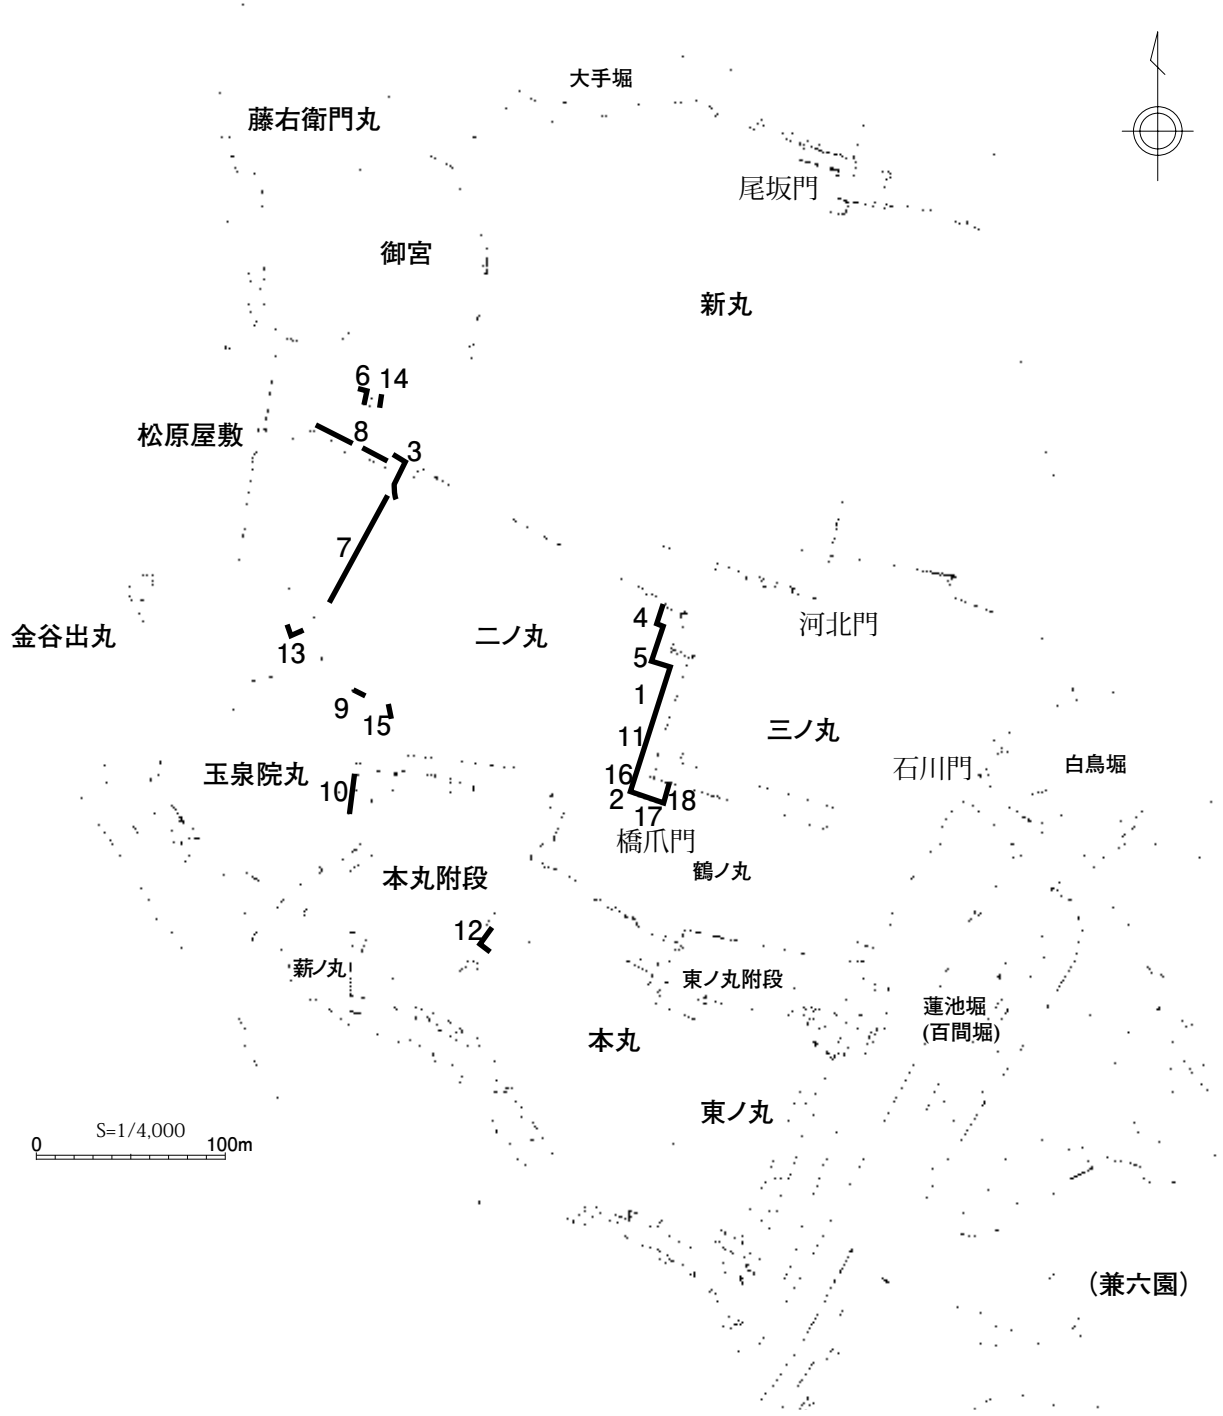 大手堀
藤右衛門丸
尾坂門
御宮
新丸
6
14
松原屋敷
8
3
7
4
河北門
金谷出丸
二ノ丸
13
5
1
9
15
11
三ノ丸
石川門
白鳥堀
玉泉院丸
10
16
2
18
17
橋爪門
鶴ノ丸
本丸附段
12
薪ノ丸
東ノ丸附段
蓮池堀
(百間堀)
本丸
東ノ丸
S=1/4,000
0
100m
(兼六園)